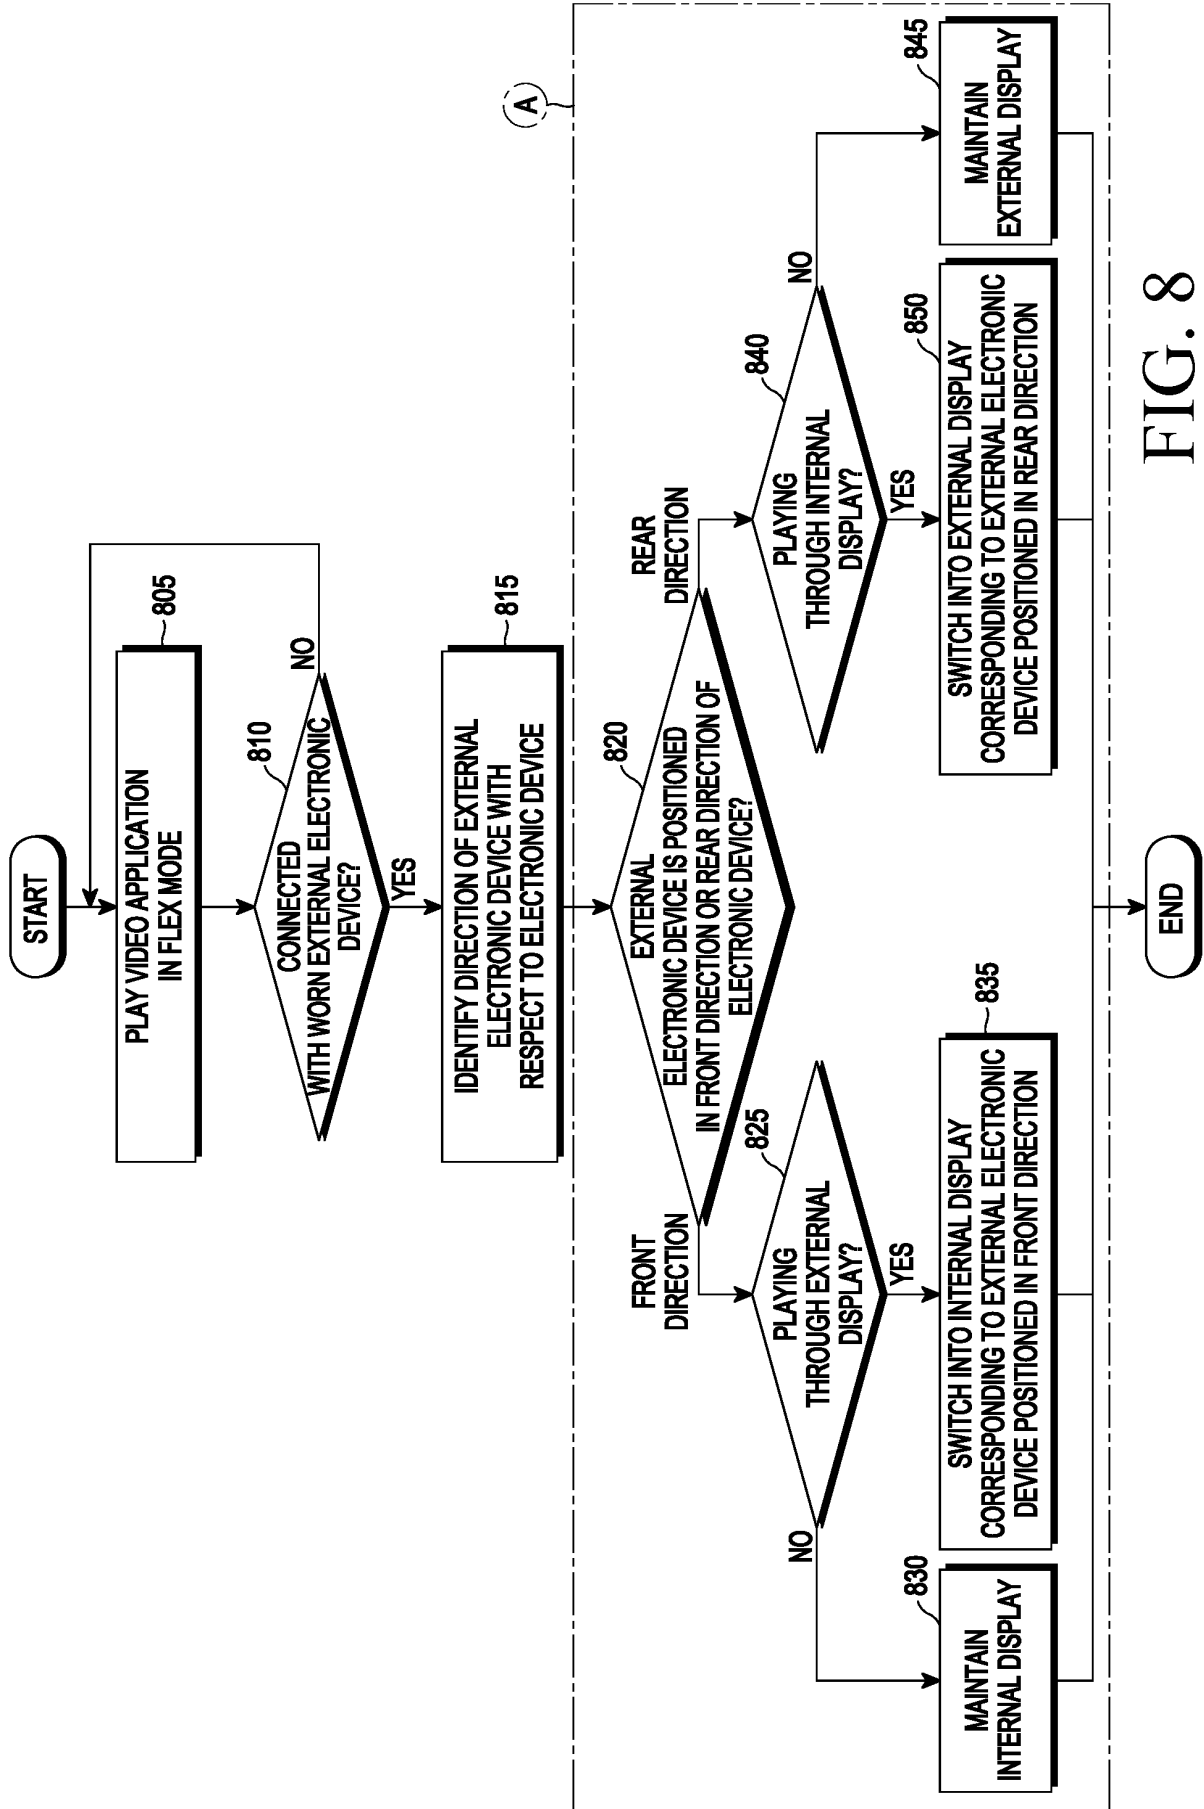 START
PLAY VIDEO APPLICATION
IN FLEX MODE
805
CONNECTED
WITH WORN EXTERNAL ELECTRONIC
DEVICE?
810
NO
YES
IDENTIFY DIRECTION OF EXTERNAL
ELECTRONIC DEVICE WITH
RESPECT TO ELECTRONIC DEVICE
815
A
EXTERNAL
ELECTRONIC DEVICE IS POSITIONED
IN FRONT DIRECTION OR REAR DIRECTION OF
ELECTRONIC DEVICE?
820
FRONT
DIRECTION
REAR
DIRECTION
PLAYING
THROUGH EXTERNAL
DISPLAY?
825
NO
YES
PLAYING
THROUGH INTERNAL
DISPLAY?
840
NO
YES
MAINTAIN
INTERNAL DISPLAY
830
SWITCH INTO INTERNAL DISPLAY
CORRESPONDING TO EXTERNAL ELECTRONIC
DEVICE POSITIONED IN FRONT DIRECTION
835
SWITCH INTO EXTERNAL DISPLAY
CORRESPONDING TO EXTERNAL ELECTRONIC
DEVICE POSITIONED IN REAR DIRECTION
850
MAINTAIN
EXTERNAL DISPLAY
845
END
FIG. 8